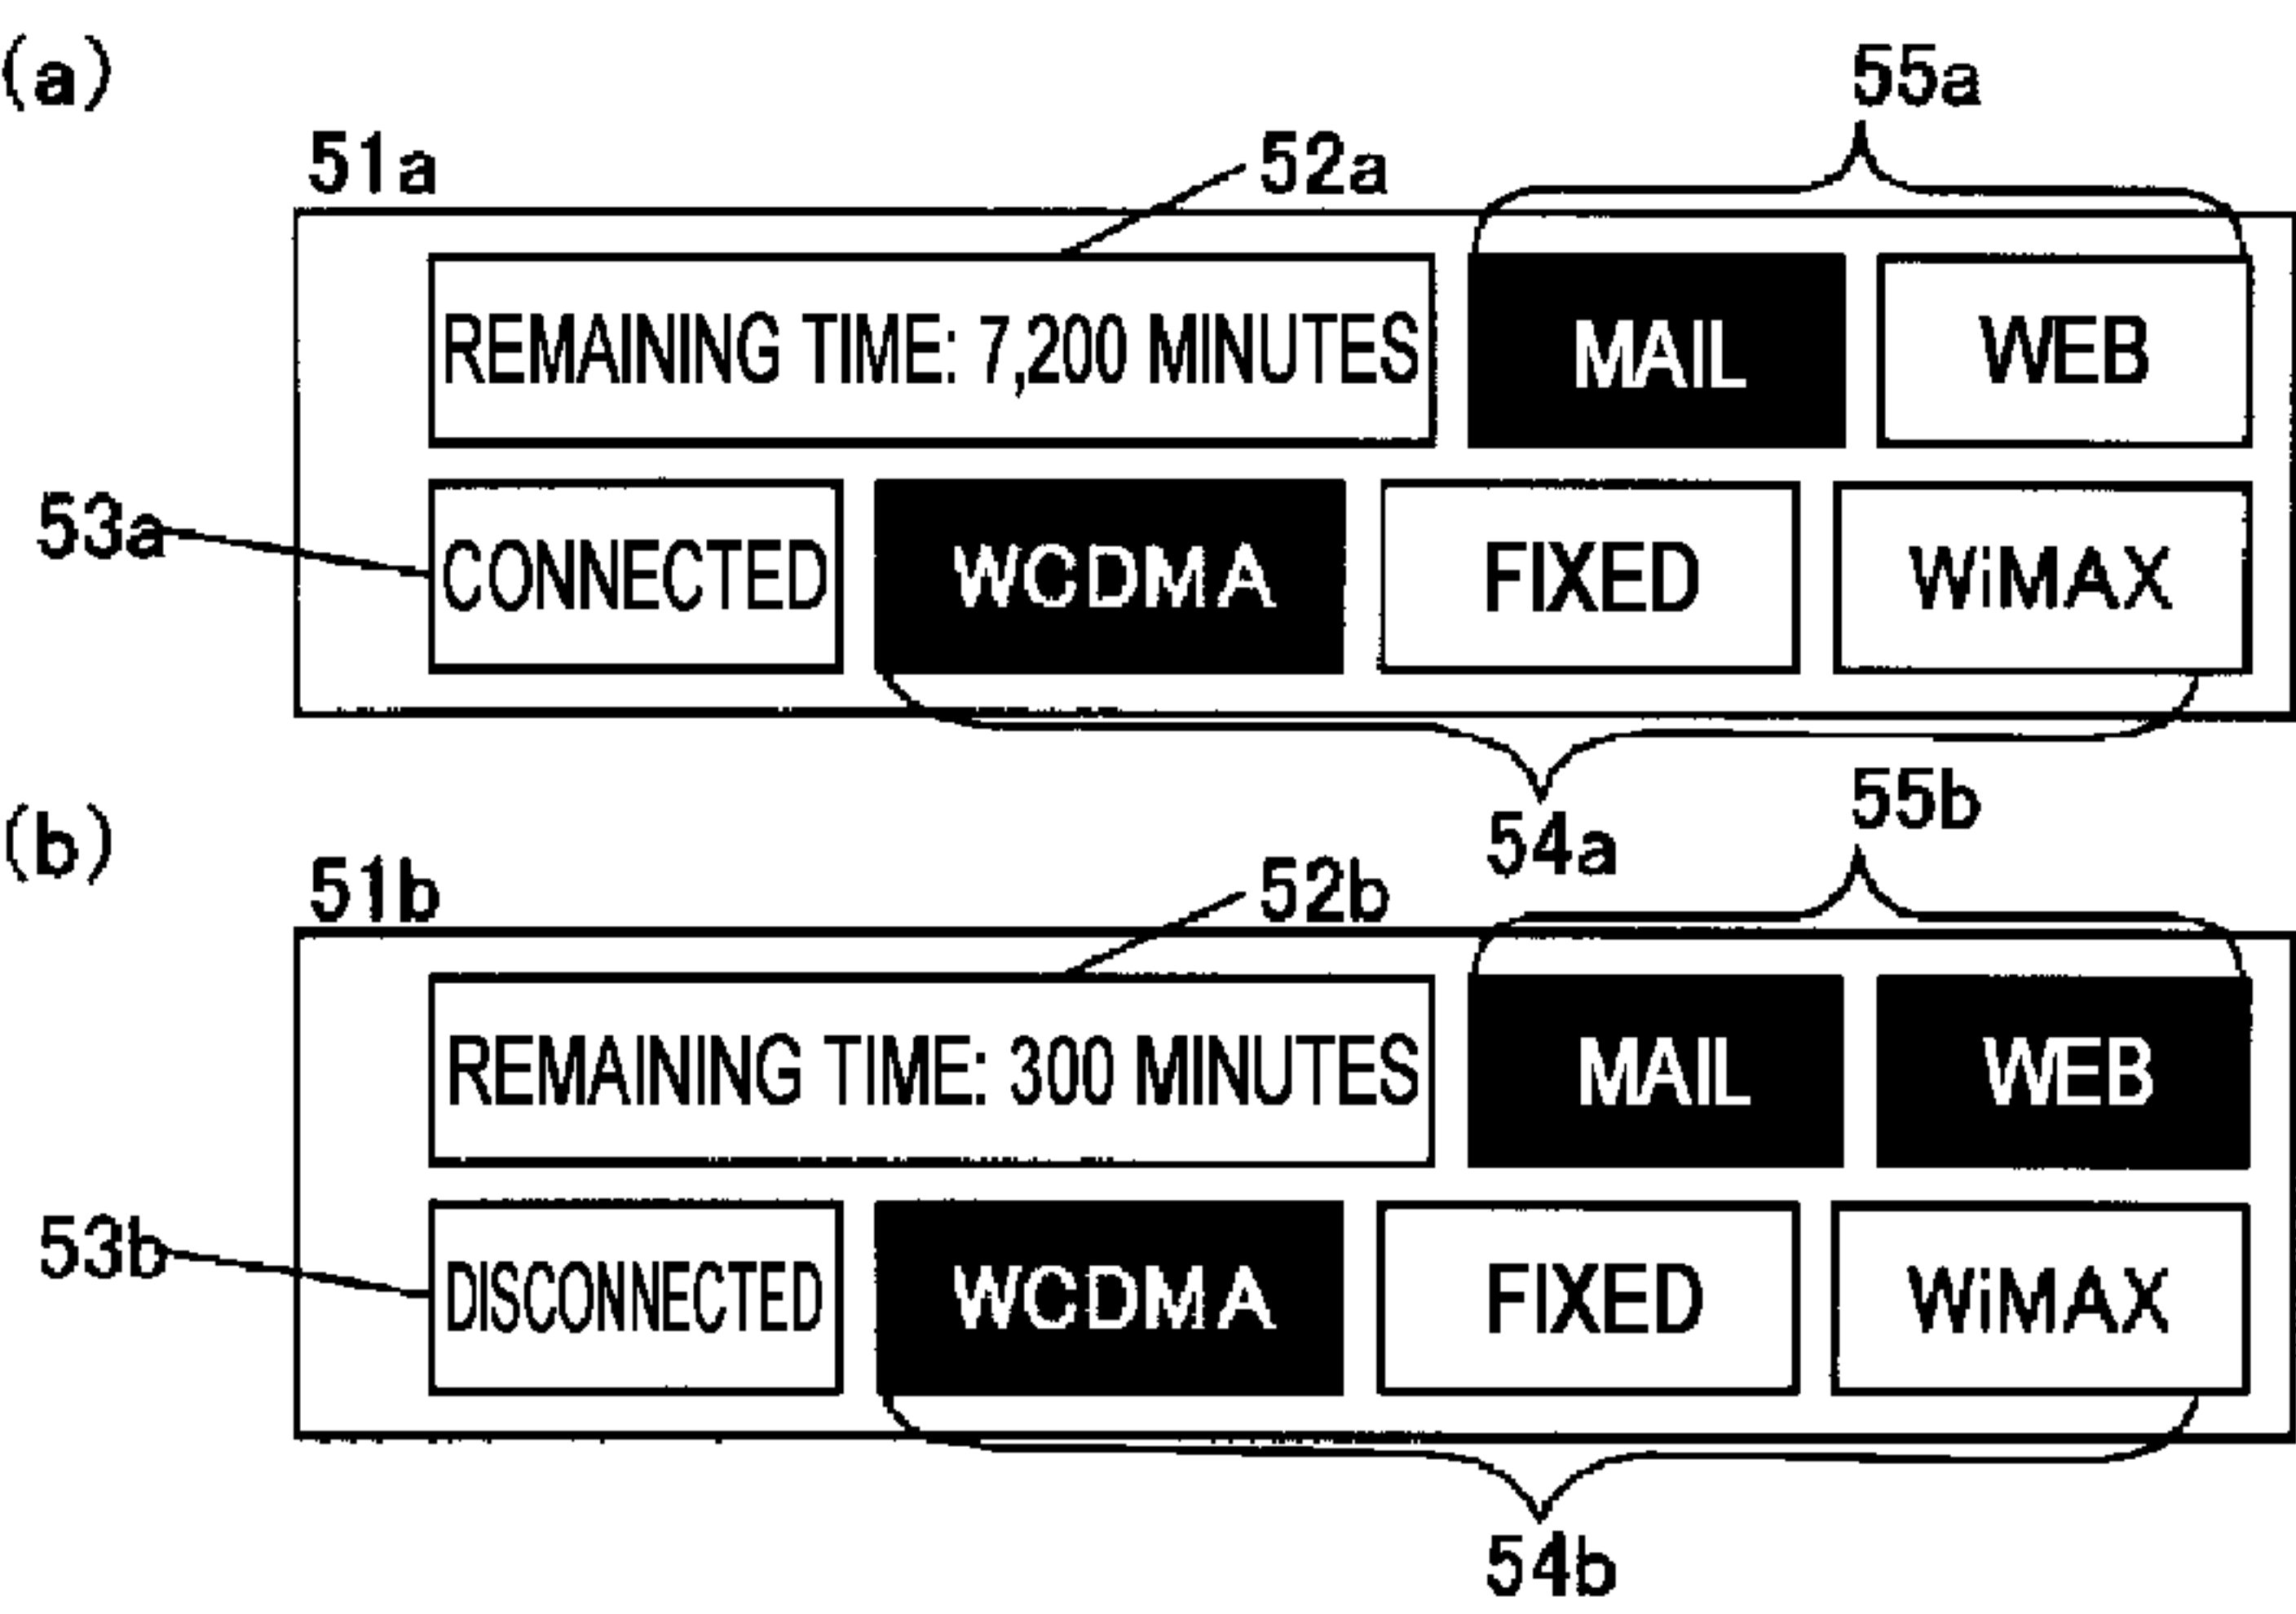 (a)
55a
51a
52a
REMAINING TIME: 7,200 MINUTES
MAIL
WEB
53a
CONNECTED
WCDMA
FIXED
WiMAX
54a
(b)
55b
51b
52b
REMAINING TIME: 300 MINUTES
MAIL
WEB
53b
DISCONNECTED
WCDMA
FIXED
WiMAX
54b